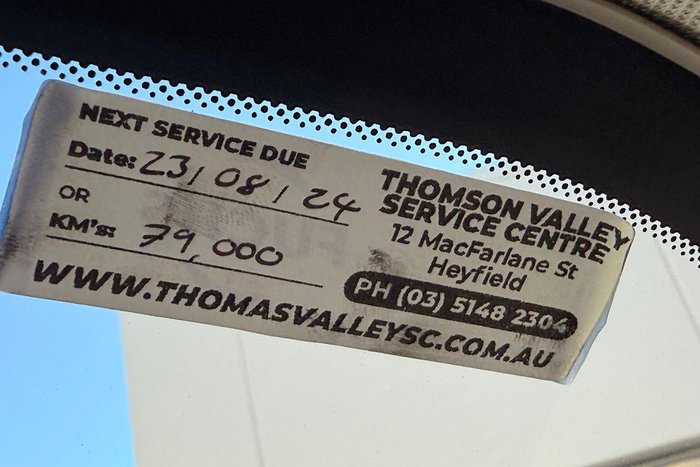 NEXT SERVICE DUE
Date: 23/08/24
OR
KM's: 79,000
WWW.THOMASVALLEYSC.COM.AU
THOMSON VALLEY
SERVICE CENTRE
12 MacFarlane St
Heyfield
PH (03) 5148 2304